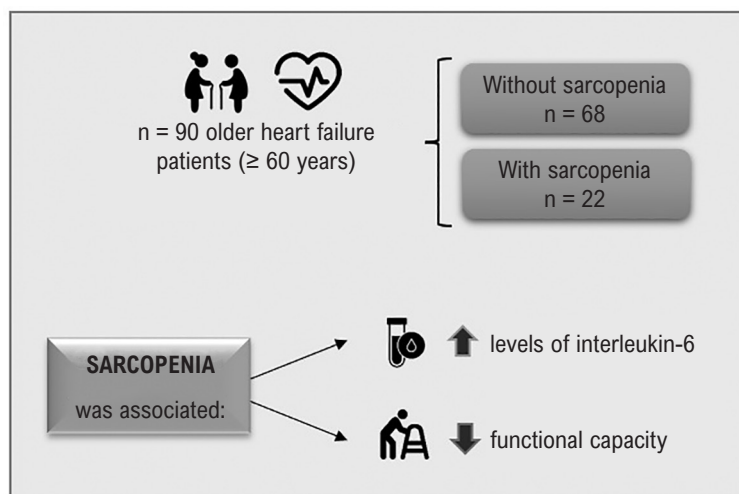 n = 90 older heart failure
patients (≥ 60 years)
Without sarcopenia
n = 68
With sarcopenia
n = 22
SARCOPENIA
was associated:
levels of interleukin-6
functional capacity